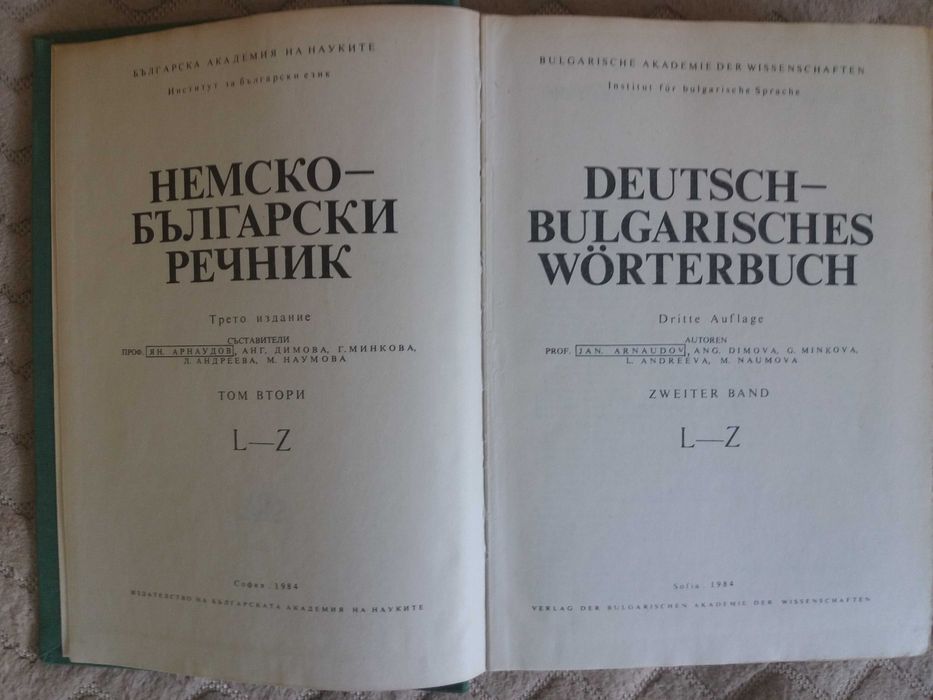 БЪЛГАРСКА АКАДЕМИЯ НА НАУКИТЕ
Институт за български език
НЕМСКО—
БЪЛГАРСКИ
РЕЧНИК
Трето издание
СЪСТАВИТЕЛИ
ПРОФ. ЯН. АРНАУДОВ, АНГ. ДИМОВА, Г. МИНКОВА,
Л. АНДРЕЕВА, М. НАУМОВА
ТОМ ВТОРИ
L—Z
София . 1984
ИЗДАТЕЛСТВО НА БЪЛГАРСКАТА АКАДЕМИЯ НА НАУКИТЕ
BULGARISCHE AKADEMIE DER WISSENSCHAFTEN
Institut für bulgarische Sprache
DEUTSCH—
BULGARISCHES
WÖRTERBUCH
Dritte Auflage
AUTOREN
PROF. JAN. ARNAUDOV, ANG. DIMOVA, G. MINKOVA,
L. ANDREEVA, M. NAUMOVA
ZWEITER BAND
L—Z
Sofia . 1984
VERLAG DER BULGARISCHEN AKADEMIE DER WISSENSCHAFTEN